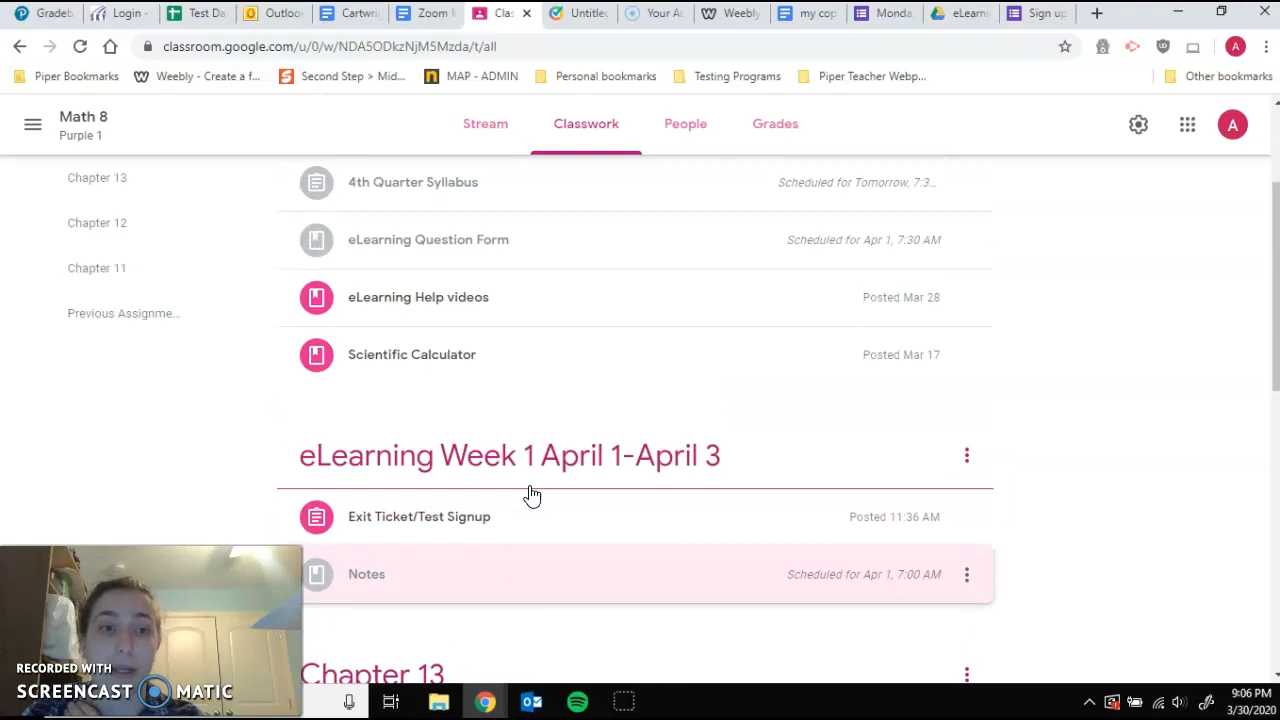 Gradeb
Login -
Test Da
Outlook
Cartwri
Zoom M
Clas
Untitled
Your Ac
Weebly
my cop
Monda
eLearn
Sign up
classroom.google.com/u/0/w/NDA5ODkzNjM5Mzda/t/all
A
Piper Bookmarks
Weebly - Create a f...
Second Step > Mid...
MAP - ADMIN
Personal bookmarks
Testing Programs
Piper Teacher Webp...
Other bookmarks
Math 8
Purple 1
Stream
Classwork
People
Grades
A
Chapter 13
Chapter 12
Chapter 11
Previous Assignme...
4th Quarter Syllabus
Scheduled for Tomorrow, 7:3...
eLearning Question Form
Scheduled for Apr 1, 7:30 AM
eLearning Help videos
Posted Mar 28
Scientific Calculator
Posted Mar 17
eLearning Week 1 April 1-April 3
Exit Ticket/Test Signup
Posted 11:36 AM
Notes
Scheduled for Apr 1, 7:00 AM
Chapter 13
RECORDED WITH
SCREENCAST MATIC
9:06 PM
3/30/2020